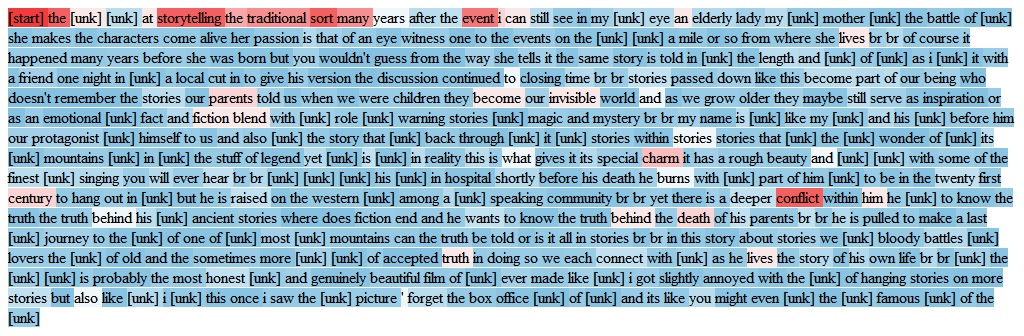 [start] the [unk] [unk] at storytelling the traditional sort many years after the event i can still see in my [unk] eye an elderly lady my [unk] mother [unk] the battle of [unk]
she makes the characters come alive her passion is that of an eye witness one to the events on the [unk] [unk] a mile or so from where she lives br br of course it
happened many years before she was born but you wouldn't guess from the way she tells it the same story is told in [unk] the length and [unk] of [unk] as i [unk] it with
a friend one night in [unk] a local cut in to give his version the discussion continued to closing time br br stories passed down like this become part of our being who
doesn't remember the stories our parents told us when we were children they become our invisible world and as we grow older they maybe still serve as inspiration or
as an emotional [unk] fact and fiction blend with [unk] role [unk] warning stories [unk] magic and mystery br br my name is [unk] like my [unk] and his [unk] before him
our protagonist [unk] himself to us and also [unk] the story that [unk] back through [unk] it [unk] stories within stories stories that [unk] the [unk] wonder of [unk] its
[unk] mountains [unk] in [unk] the stuff of legend yet [unk] is [unk] in reality this is what gives it its special charm it has a rough beauty and [unk] [unk] with some of the
finest [unk] singing you will ever hear br br [unk] [unk] [unk] his [unk] in hospital shortly before his death he burns with [unk] part of him [unk] to be in the twenty first
century to hang out in [unk] but he is raised on the western [unk] among a [unk] speaking community br br yet there is a deeper conflict within him he [unk] to know the
truth the truth behind his [unk] ancient stories where does fiction end and he wants to know the truth behind the death of his parents br br he is pulled to make a last
[unk] journey to the [unk] of one of [unk] most [unk] mountains can the truth be told or is it all in stories br br in this story about stories we [unk] bloody battles [unk]
lovers the [unk] of old and the sometimes more [unk] [unk] of accepted truth in doing so we each connect with [unk] as he lives the story of his own life br br [unk] the
[unk] [unk] is probably the most honest [unk] and genuinely beautiful film of [unk] ever made like [unk] i got slightly annoyed with the [unk] of hanging stories on more
stories but also like [unk] i [unk] this once i saw the [unk] picture ' forget the box office [unk] of [unk] and its like you might even [unk] the [unk] famous [unk] of the
[unk]